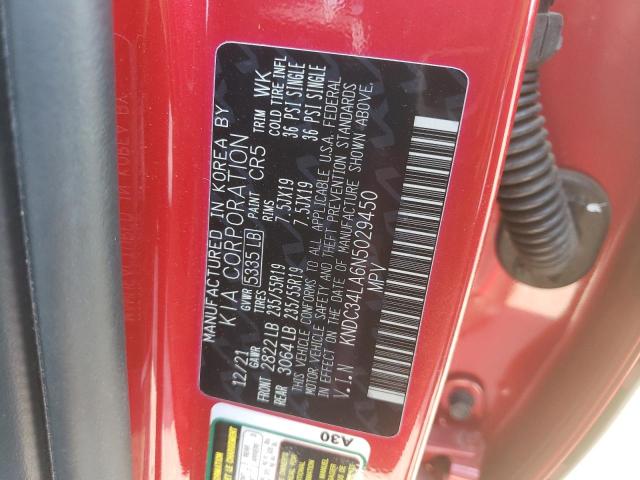 MANUFACTURED IN KOREA BY
KIA CORPORATION
12/21 GVWR 5385 LB PAINT CR5 TRIM WK
GAWR TIRES RIMS COLD TIRE INFL
FRONT 2822 LB 235/55R19 7.5JX19 36 PSI SINGLE
REAR 3064 LB 235/55R19 7.5JX19 36 PSI SINGLE
THIS VEHICLE CONFORMS TO ALL APPLICABLE U.S.A. FEDERAL
MOTOR VEHICLE SAFETY AND THEFT PREVENTION STANDARDS
IN EFFECT ON THE DATE OF MANUFACTURE SHOWN ABOVE.
V.I.N KNDC34LA6N5029450
MPV
A30